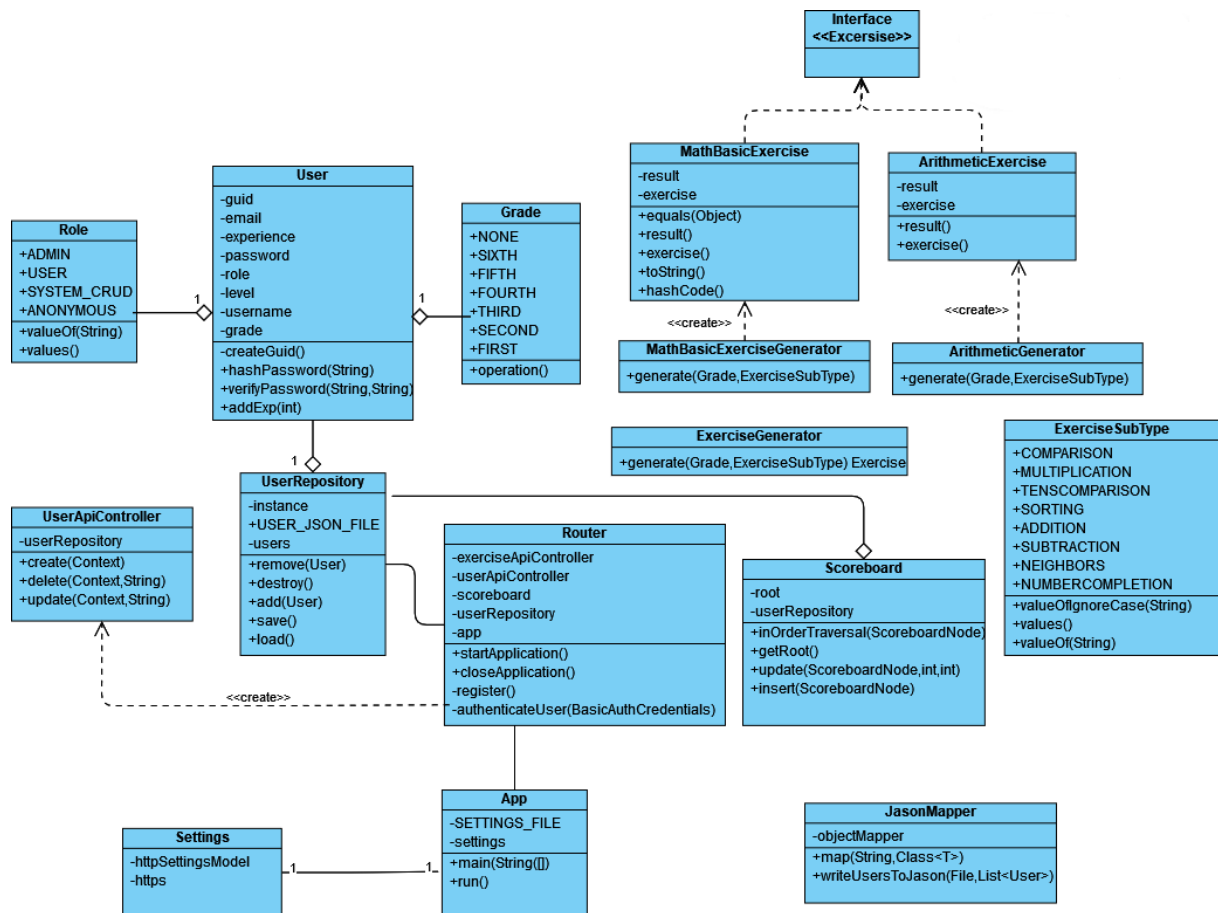 Interface
<<Excersise>>
MathBasicExercise
-result
-exercise
+equals(Object)
+result()
+exercise()
+toString()
+hashCode()
ArithmeticExercise
-result
-exercise
+result()
+exercise()
User
-guid
-email
-experience
-password
-role
-level
-username
-grade
-createGuid()
+hashPassword(String)
+verifyPassword(String,String)
+addExp(int)
Grade
+NONE
+SIXTH
+FIFTH
+FOURTH
+THIRD
+SECOND
+FIRST
+operation()
Role
+ADMIN
+USER
+SYSTEM_CRUD
+ANONYMOUS
+valueOf(String)
+values()
1
1
<<create>>
<<create>>
MathBasicExerciseGenerator
+generate(Grade,ExerciseSubType)
ArithmeticGenerator
+generate(Grade,ExerciseSubType)
ExerciseGenerator
+generate(Grade,ExerciseSubType) Exercise
ExerciseSubType
+COMPARISON
+MULTIPLICATION
+TENSCOMPARISON
+SORTING
+ADDITION
+SUBTRACTION
+NEIGHBORS
+NUMBERCOMPLETION
+valueOfIgnoreCase(String)
+values()
+valueOf(String)
1
UserRepository
-instance
+USER_JSON_FILE
-users
+remove(User)
+destroy()
+add(User)
+save()
+load()
UserApiController
-userRepository
+create(Context)
+delete(Context,String)
+update(Context,String)
Router
-exerciseApiController
-userApiController
-scoreboard
-userRepository
-app
+startApplication()
+closeApplication()
-register()
-authenticateUser(BasicAuthCredentials)
Scoreboard
-root
-userRepository
+inOrderTraversal(ScoreboardNode)
+getRoot()
+update(ScoreboardNode,int,int)
+insert(ScoreboardNode)
<<create>>
App
-SETTINGS_FILE
-settings
+main(String([])
+run()
Settings
-httpSettingsModel
-https
1
1
JasonMapper
-objectMapper
+map(String,Class<T>)
+writeUsersToJason(File,List<User>)